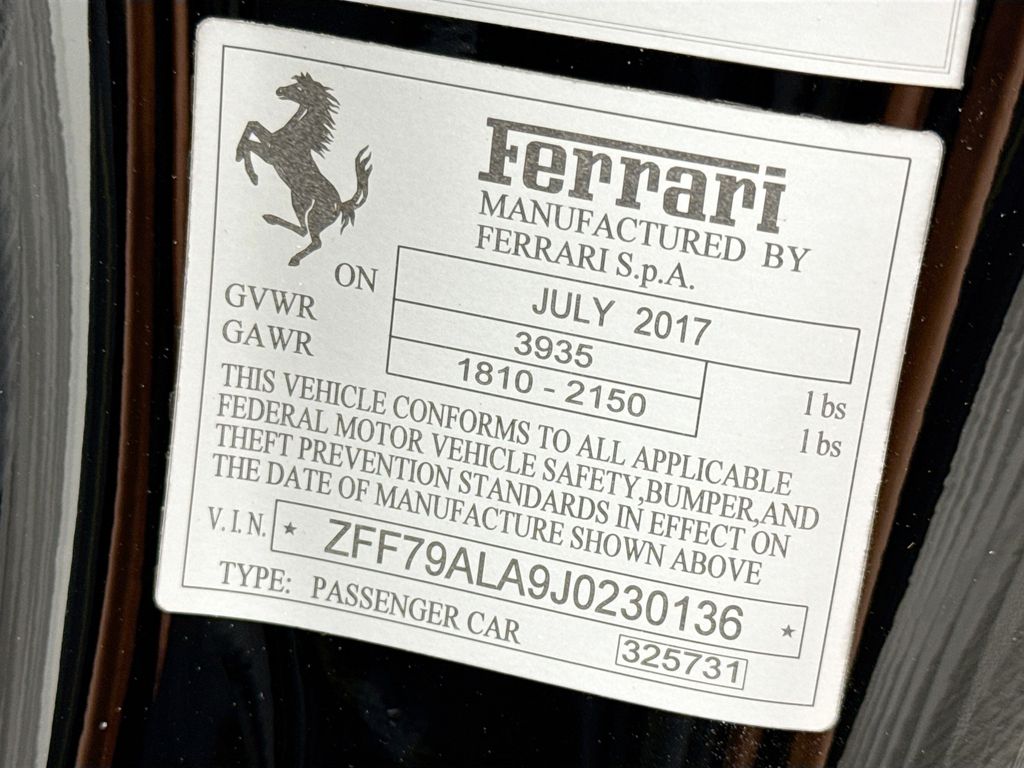 Ferrari
MANUFACTURED BY
FERRARI S.p.A.
ON JULY 2017
GVWR 3935 lbs
GAWR 1810 - 2150 lbs
THIS VEHICLE CONFORMS TO ALL APPLICABLE
FEDERAL MOTOR VEHICLE SAFETY,BUMPER,AND
THEFT PREVENTION STANDARDS IN EFFECT ON
THE DATE OF MANUFACTURE SHOWN ABOVE
V.I.N. ★ ZFF79ALA9J0230136 ★
TYPE: PASSENGER CAR
325731